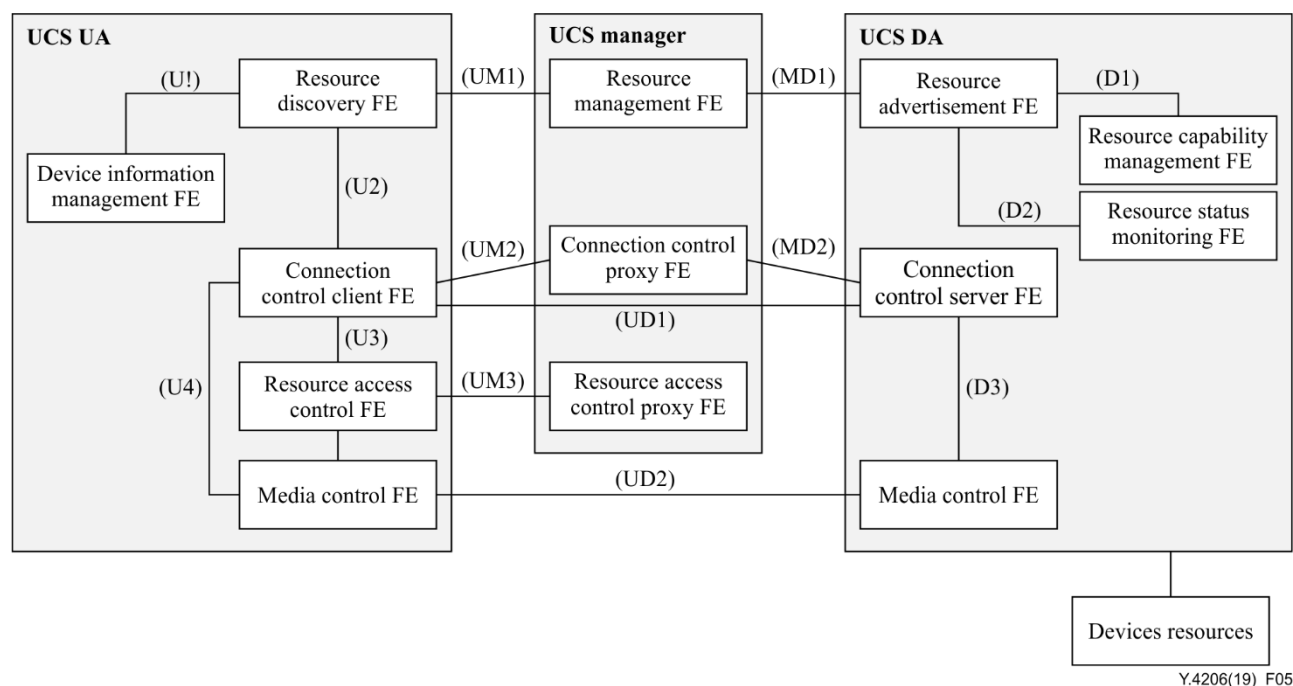 UCS UA
UCS manager
UCS DA
(U!)
Resource
discovery FE
(UM1)
Resource
management FE
(MD1)
Resource
advertisement FE
(D1)
Device information
management FE
(U2)
Resource capability
management FE
(D2)
Resource status
monitoring FE
Connection
control client FE
(UM2)
Connection control
proxy FE
(MD2)
Connection
control server FE
(UD1)
(U3)
(U4)
Resource access
control FE
(UM3)
Resource access
control proxy FE
(D3)
Media control FE
(UD2)
Media control FE
Devices resources
Y.4206(19)_F05